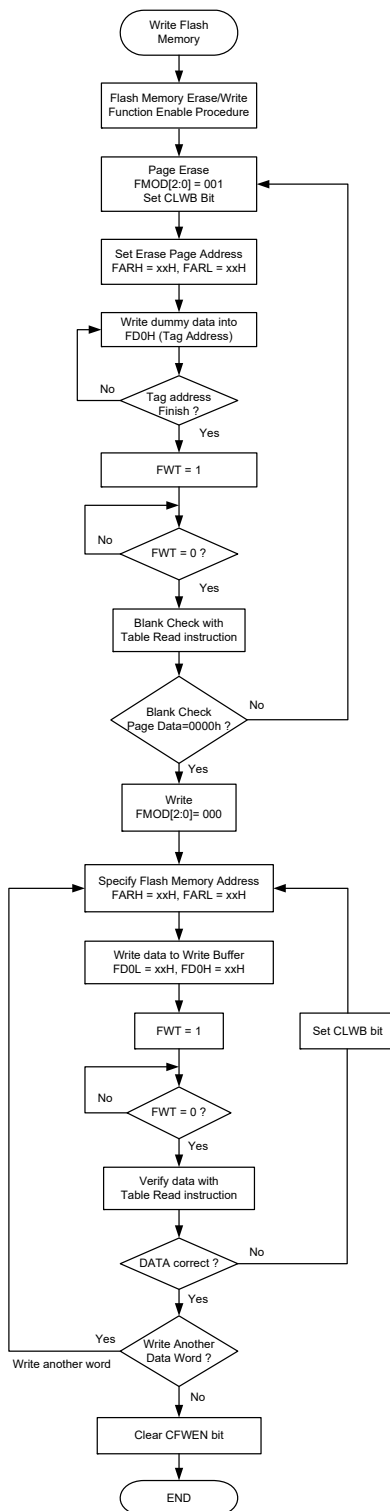 Write Flash
Memory
Flash Memory Erase/Write
Function Enable Procedure
Page Erase
FMOD[2:0] = 001
Set CLWB Bit
Set Erase Page Address
FARH = xxH, FARL = xxH
Write dummy data into
FD0H (Tag Address)
No
Tag address
Finish ?
Yes
FWT = 1
No
FWT = 0 ?
Yes
Blank Check with
Table Read instruction
No
Blank Check
Page Data=0000h ?
Yes
Write
FMOD[2:0]= 000
Specify Flash Memory Address
FARH = xxH, FARL = xxH
Write data to Write Buffer
FD0L = xxH, FD0H = xxH
FWT = 1
Set CLWB bit
No
FWT = 0 ?
Yes
Verify data with
Table Read instruction
No
DATA correct ?
Yes
Yes
Write Another
Data Word ?
Write another word
No
Clear CFWEN bit
END